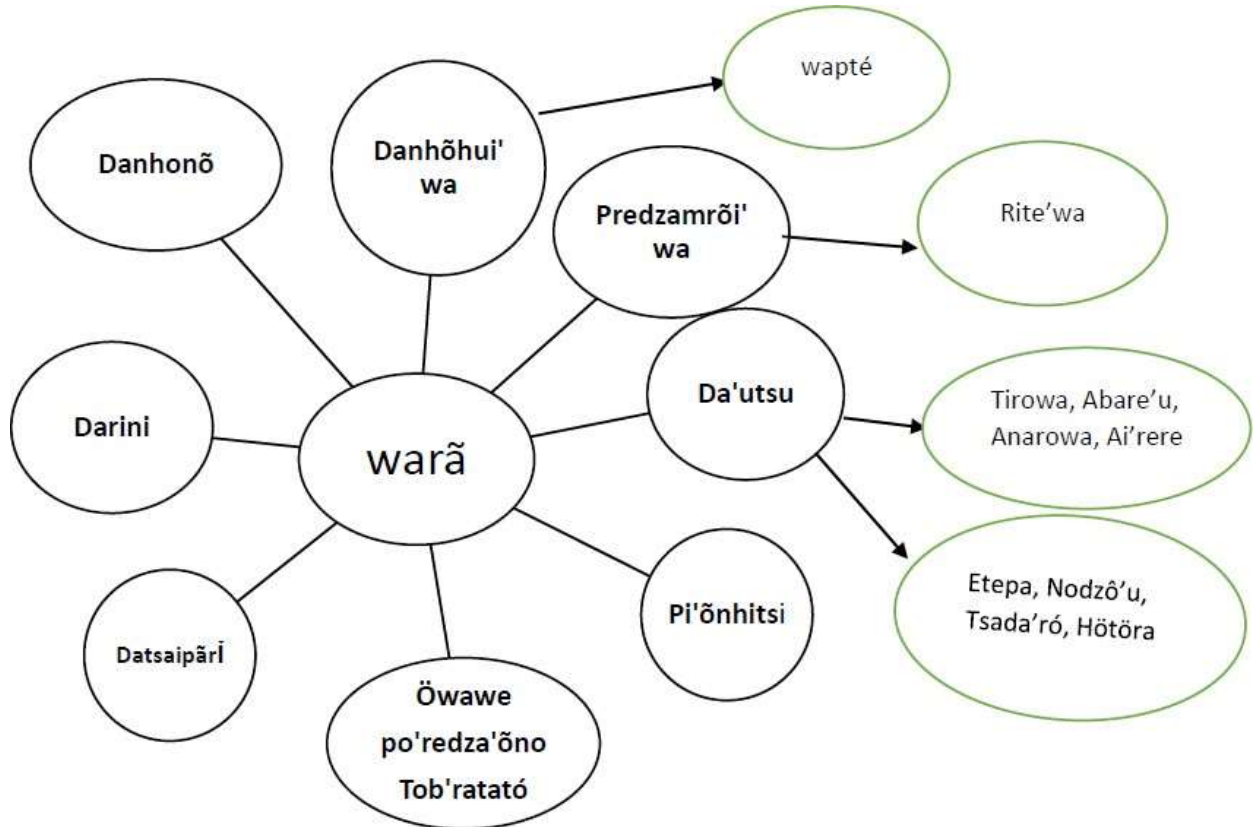 wapté
Danhonõ
Danhõhui'
wa
Predzamrõi'
wa
Rite’wa
Darini
warã
Da'utsu
Tirowa, Abare’u,
Anarowa, Ai’rere
Datsaipãrĩ
Öwawe
po'redza'õno
Tob'ratató
Pi'õnhitsi
Etepa, Nodzô’u,
Tsada’ró, Hötöra